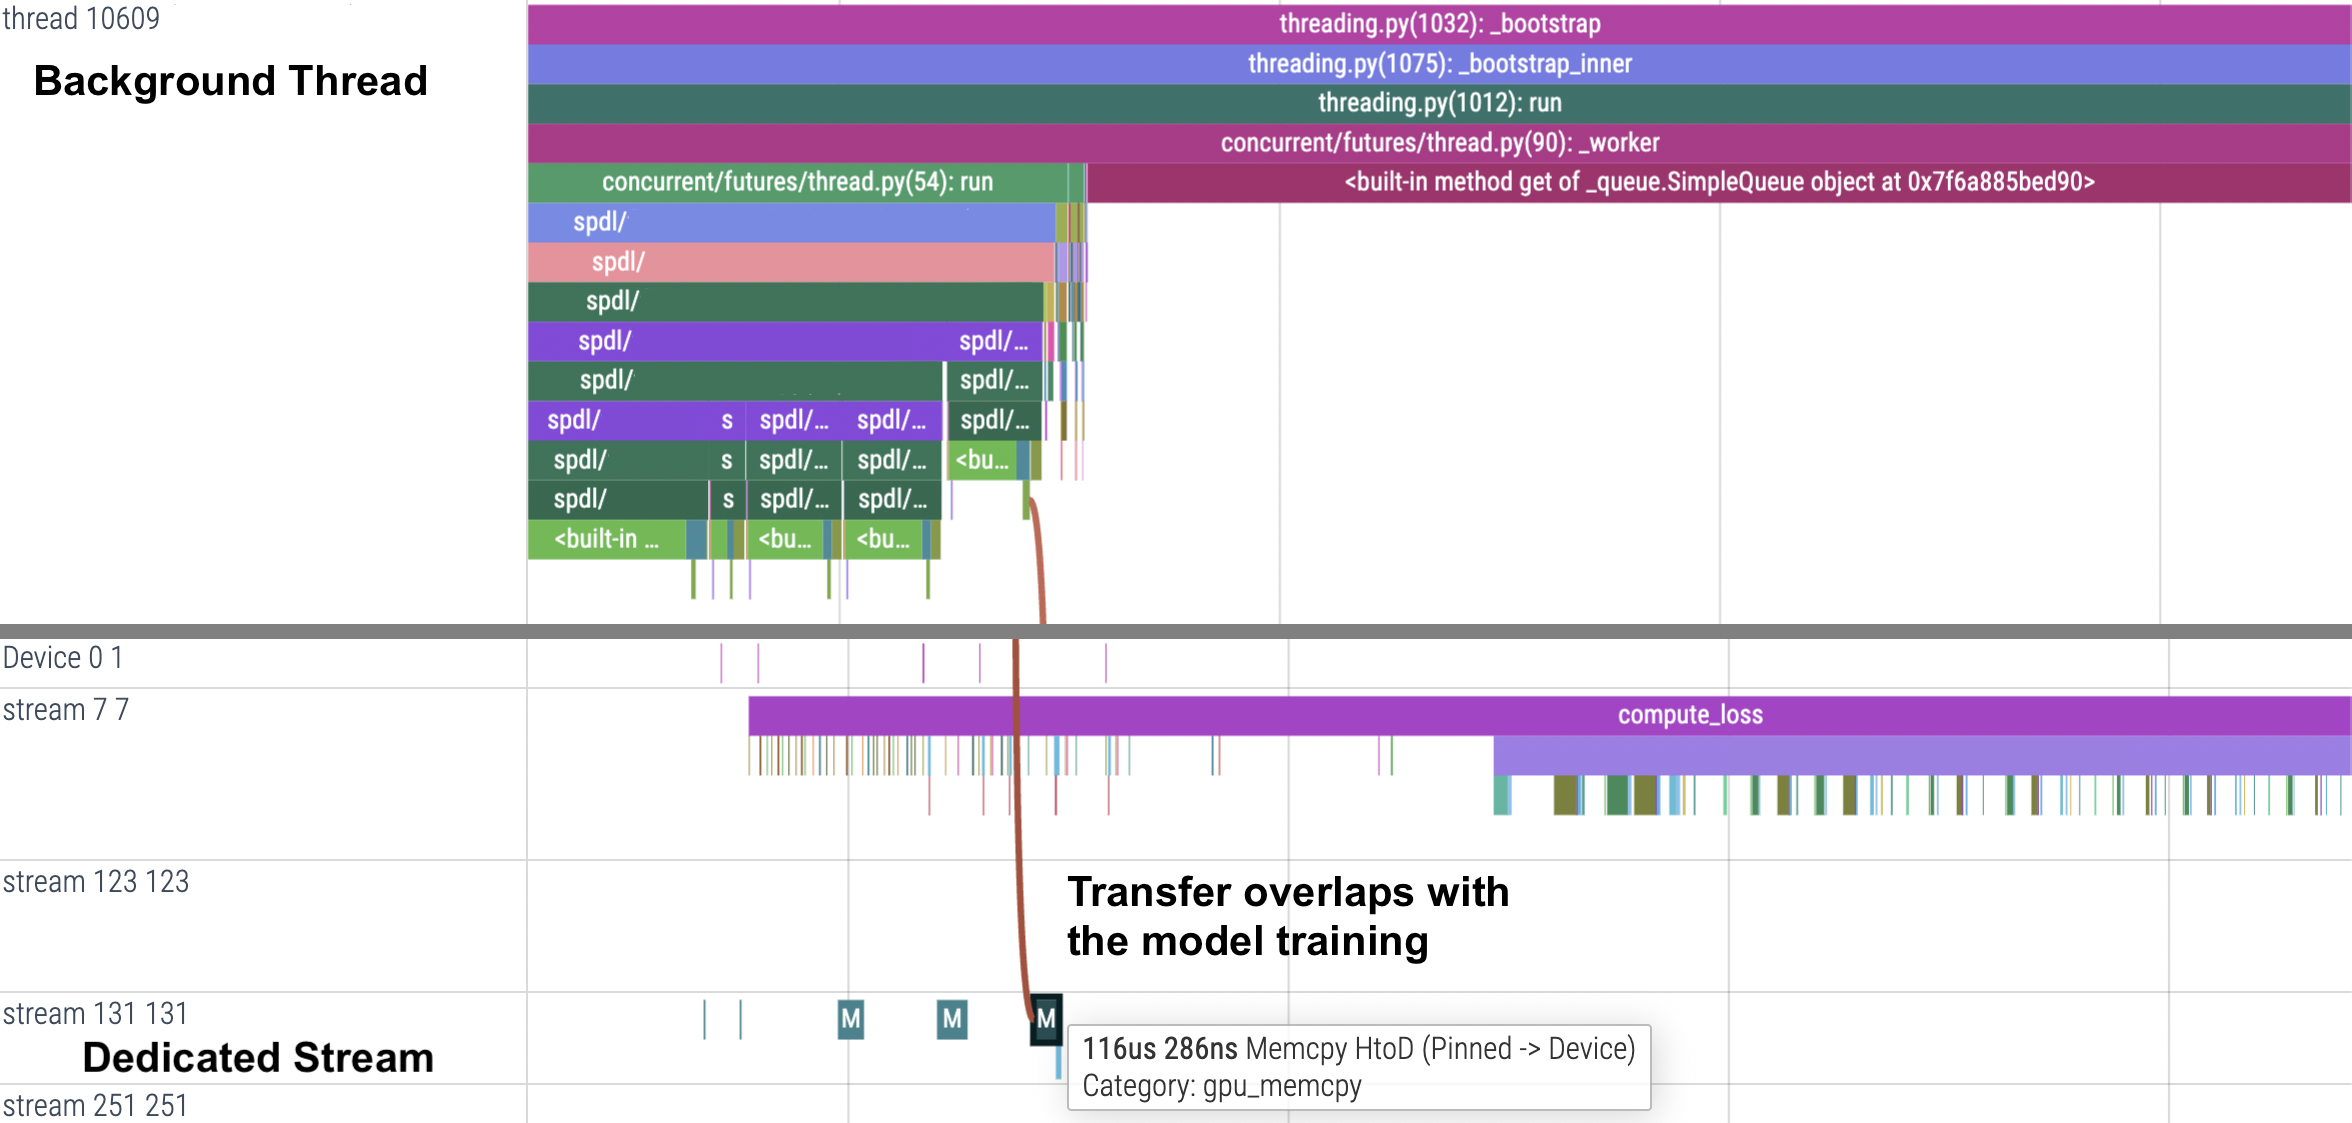 thread 10609
Background Thread
threading.py(1032): _bootstrap
threading.py(1075): _bootstrap_inner
threading.py(1012): run
concurrent/futures/thread.py(90): _worker
concurrent/futures/thread.py(54): run
<built-in method get of _queue.SimpleQueue object at 0x7f6a885bed90>
spdl/
spdl/
spdl/
spdl/ spdl/...
spdl/ spdl/...
spdl/ s spdl/... spdl/... spdl/...
spdl/ s spdl/... spdl/... <bu...
spdl/ s spdl/... spdl/...
<built-in ... <bu... <bu...
Device 0 1
stream 7 7
compute_loss
stream 123 123
Transfer overlaps with
the model training
stream 131 131
M M M
Dedicated Stream
116us 286ns Memcpy HtoD (Pinned -> Device)
Category: gpu_memcpy
stream 251 251